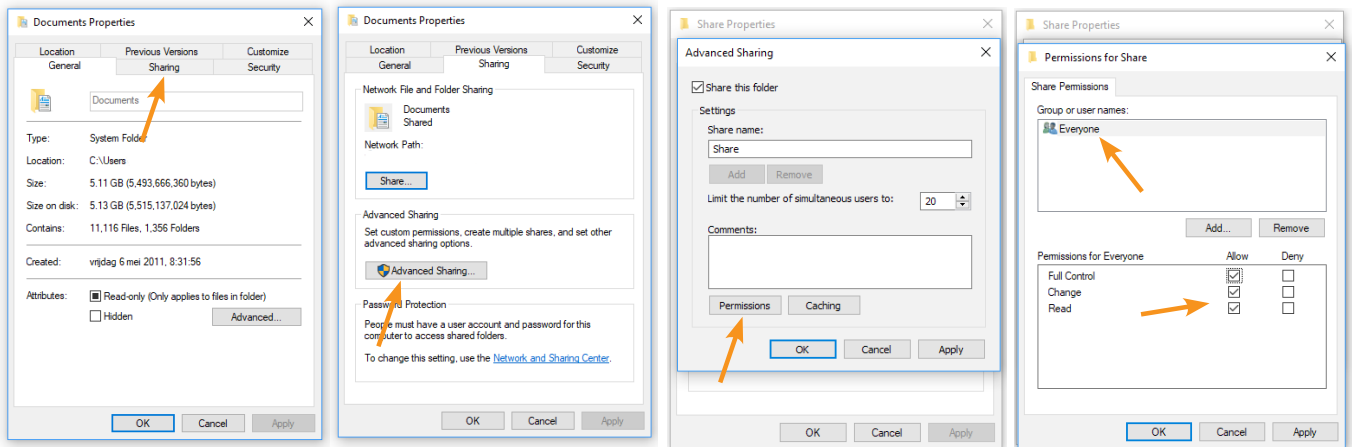 Documents Properties
Location Previous Versions Customize
General Sharing Security
Documents
Type: System Folder
Location: C:\Users
Size: 5.11 GB (5,493,666,360 bytes)
Size on disk: 5.13 GB (5,515,137,024 bytes)
Contains: 11,116 Files, 1,356 Folders
Created: vrijdag 6 mei 2011, 8:31:56
Attributes: Read-only (Only applies to files in folder)
Hidden Advanced...
OK Cancel Apply
Documents Properties
Location Previous Versions Customize
General Sharing Security
Network File and Folder Sharing
Documents
Shared
Network Path:
Share...
Advanced Sharing
Set custom permissions, create multiple shares, and set other
advanced sharing options.
Advanced Sharing...
Password Protection
People must have a user account and password for this
computer to access shared folders.
To change this setting, use the Network and Sharing Center.
OK Cancel Apply
Share Properties
Advanced Sharing
Share this folder
Settings
Share name:
Share
Add Remove
Limit the number of simultaneous users to: 20
Comments:
Permissions Caching
OK Cancel Apply
OK Cancel Apply
Share Properties
Permissions for Share
Share Permissions
Group or user names:
Everyone
Add... Remove
Permissions for Everyone Allow Deny
Full Control
Change
Read
OK Cancel Apply